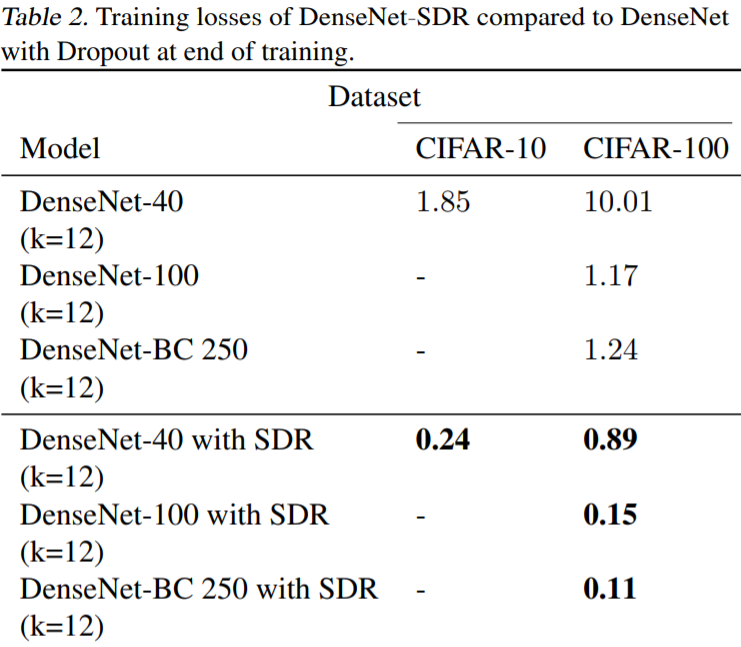 Table 2. Training losses of DenseNet-SDR compared to DenseNet
with Dropout at end of training.
Dataset
Model CIFAR-10 CIFAR-100
DenseNet-40 1.85 10.01
(k=12)
DenseNet-100 - 1.17
(k=12)
DenseNet-BC 250 - 1.24
(k=12)
DenseNet-40 with SDR 0.24 0.89
(k=12)
DenseNet-100 with SDR - 0.15
(k=12)
DenseNet-BC 250 with SDR - 0.11
(k=12)